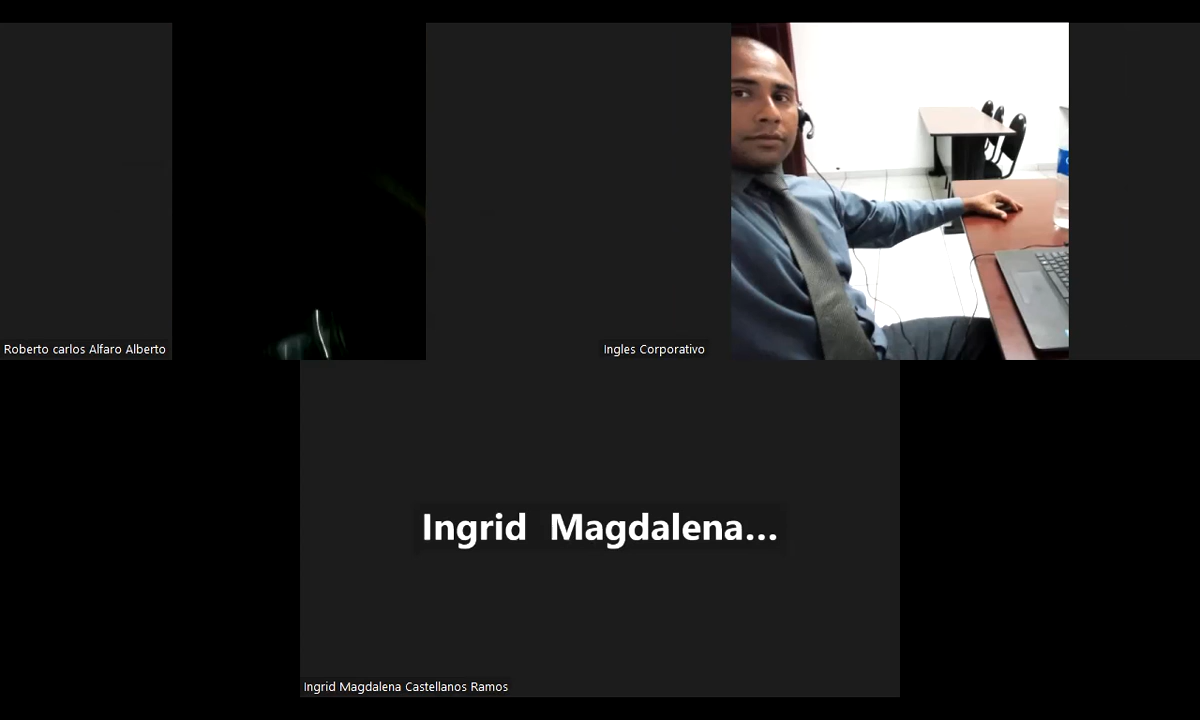 Roberto carlos Alfaro Alberto
Ingles Corporativo
Ingrid Magdalena...
Ingrid Magdalena Castellanos Ramos